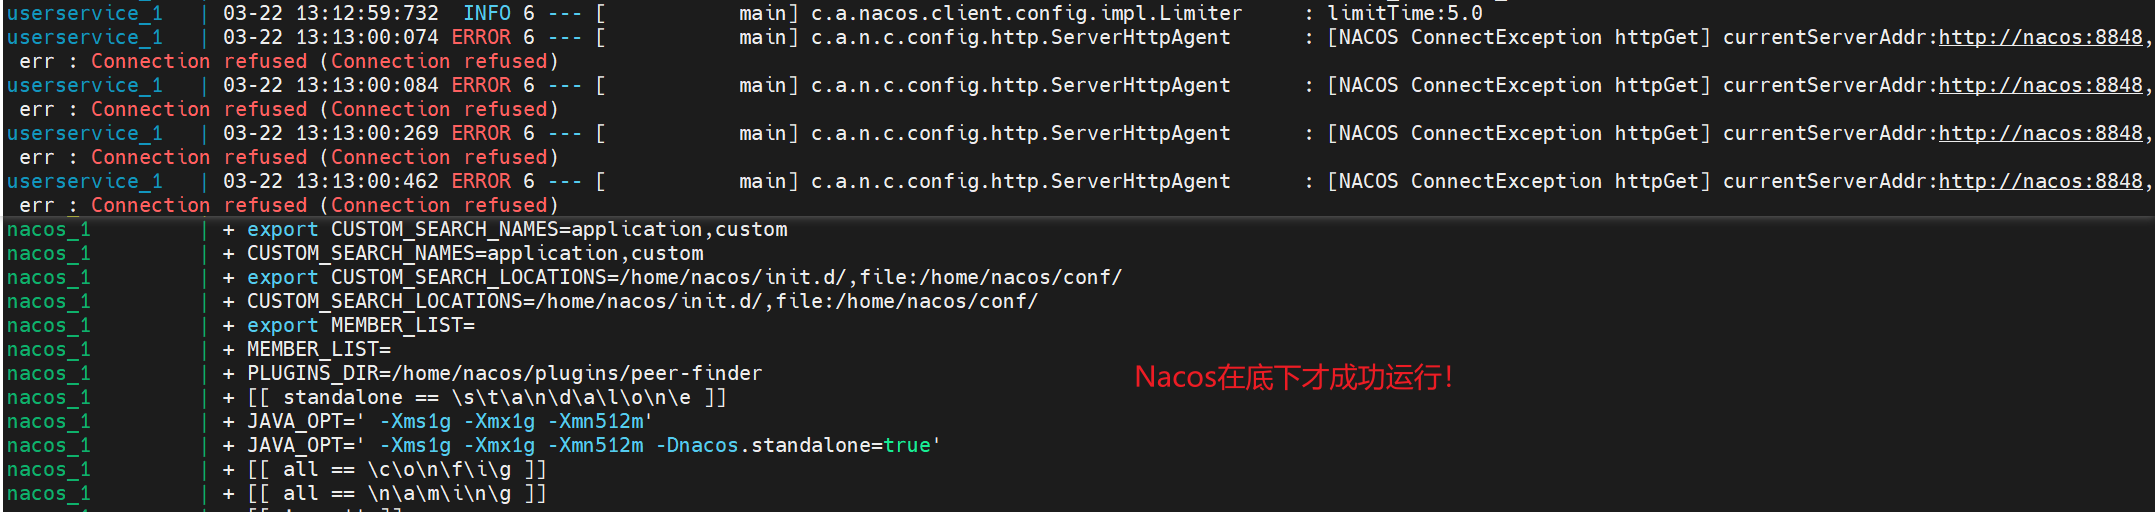 userservice_1   | 03-22 13:12:59:732  INFO 6 --- [           main] c.a.nacos.client.config.impl.Limiter     : limitTime:5.0
userservice_1   | 03-22 13:13:00:074 ERROR 6 --- [           main] c.a.n.c.config.http.ServerHttpAgent      : [NACOS ConnectException httpGet] currentServerAddr:http://nacos:8848,
 err : Connection refused (Connection refused)
userservice_1   | 03-22 13:13:00:084 ERROR 6 --- [           main] c.a.n.c.config.http.ServerHttpAgent      : [NACOS ConnectException httpGet] currentServerAddr:http://nacos:8848,
 err : Connection refused (Connection refused)
userservice_1   | 03-22 13:13:00:269 ERROR 6 --- [           main] c.a.n.c.config.http.ServerHttpAgent      : [NACOS ConnectException httpGet] currentServerAddr:http://nacos:8848,
 err : Connection refused (Connection refused)
userservice_1   | 03-22 13:13:00:462 ERROR 6 --- [           main] c.a.n.c.config.http.ServerHttpAgent      : [NACOS ConnectException httpGet] currentServerAddr:http://nacos:8848,
 err : Connection refused (Connection refused)
nacos_1         | + export CUSTOM_SEARCH_NAMES=application,custom
nacos_1         | + CUSTOM_SEARCH_NAMES=application,custom
nacos_1         | + export CUSTOM_SEARCH_LOCATIONS=/home/nacos/init.d/,file:/home/nacos/conf/
nacos_1         | + CUSTOM_SEARCH_LOCATIONS=/home/nacos/init.d/,file:/home/nacos/conf/
nacos_1         | + export MEMBER_LIST=
nacos_1         | + MEMBER_LIST=
nacos_1         | + PLUGINS_DIR=/home/nacos/plugins/peer-finder
Nacos在底下才成功运行！
nacos_1         | + [[ standalone == \s\t\a\n\d\a\l\o\n\e ]]
nacos_1         | + JAVA_OPT=' -Xms1g -Xmx1g -Xmn512m'
nacos_1         | + JAVA_OPT=' -Xms1g -Xmx1g -Xmn512m -Dnacos.standalone=true'
nacos_1         | + [[ all == \c\o\n\f\i\g ]]
nacos_1         | + [[ all == \n\a\m\i\n\g ]]